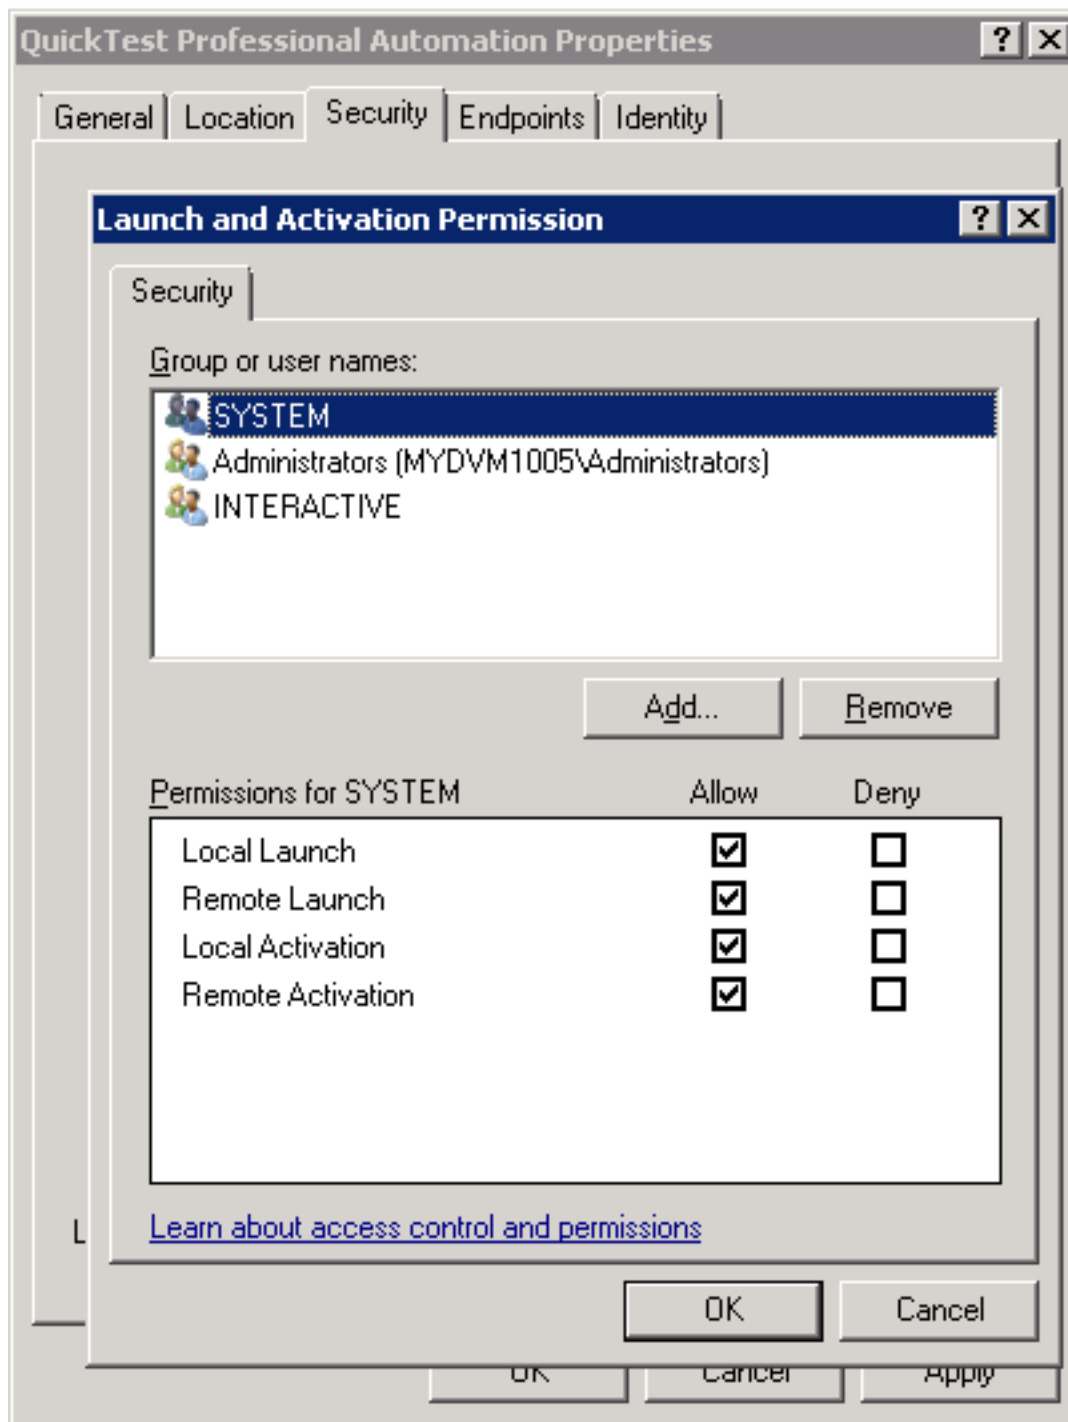 QuickTest Professional Automation Properties ?
General Location Security Endpoints Identity
Launch and Activation Permission ?
Security
Group or user names:
SYSTEM
Administrators (MYDVM1005\Administrators)
INTERACTIVE
Add... Remove
Permissions for SYSTEM Allow Deny
Local Launch
Remote Launch
Local Activation
Remote Activation
L
Learn about access control and permissions
OK Cancel
OK Cancel Apply